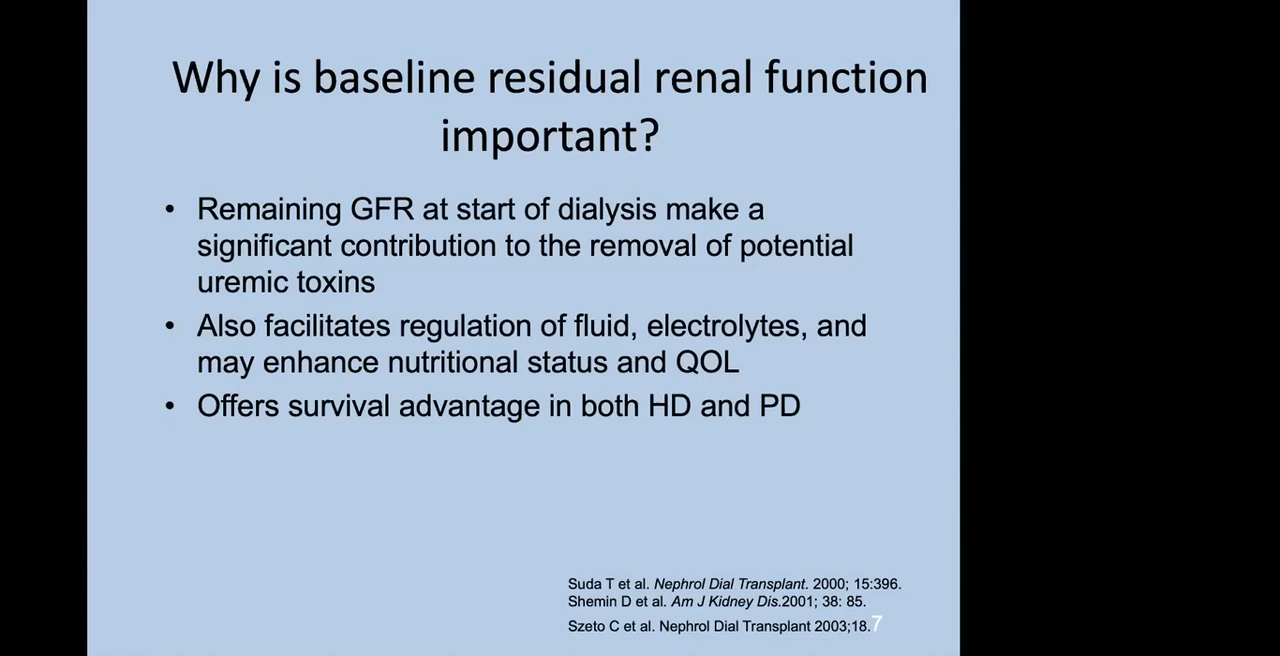 Why is baseline residual renal function
important?
• Remaining GFR at start of dialysis make a
significant contribution to the removal of potential
uremic toxins
• Also facilitates regulation of fluid, electrolytes, and
may enhance nutritional status and QOL
• Offers survival advantage in both HD and PD
Suda T et al. Nephrol Dial Transplant. 2000; 15:396.
Shemin D et al. Am J Kidney Dis.2001; 38: 85.
Szeto C et al. Nephrol Dial Transplant 2003;18.
7